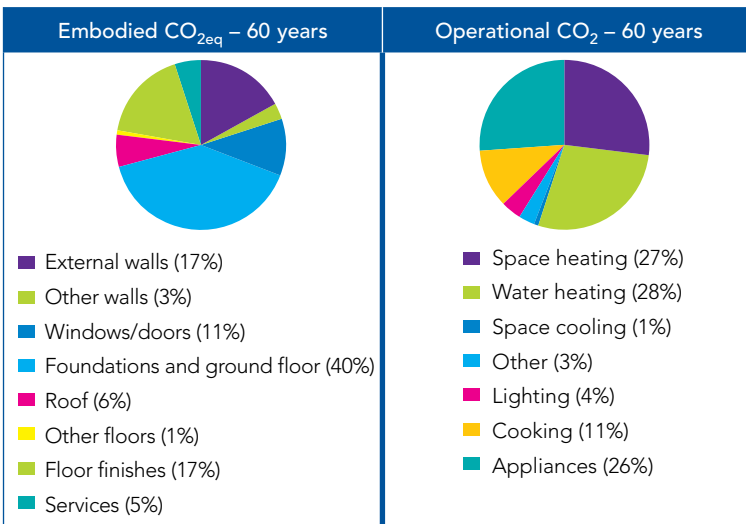 Embodied CO2eq – 60 years
External walls (17%)
Other walls (3%)
Windows/doors (11%)
Foundations and ground floor (40%)
Roof (6%)
Other floors (1%)
Floor finishes (17%)
Services (5%)
Operational CO2 – 60 years
Space heating (27%)
Water heating (28%)
Space cooling (1%)
Other (3%)
Lighting (4%)
Cooking (11%)
Appliances (26%)